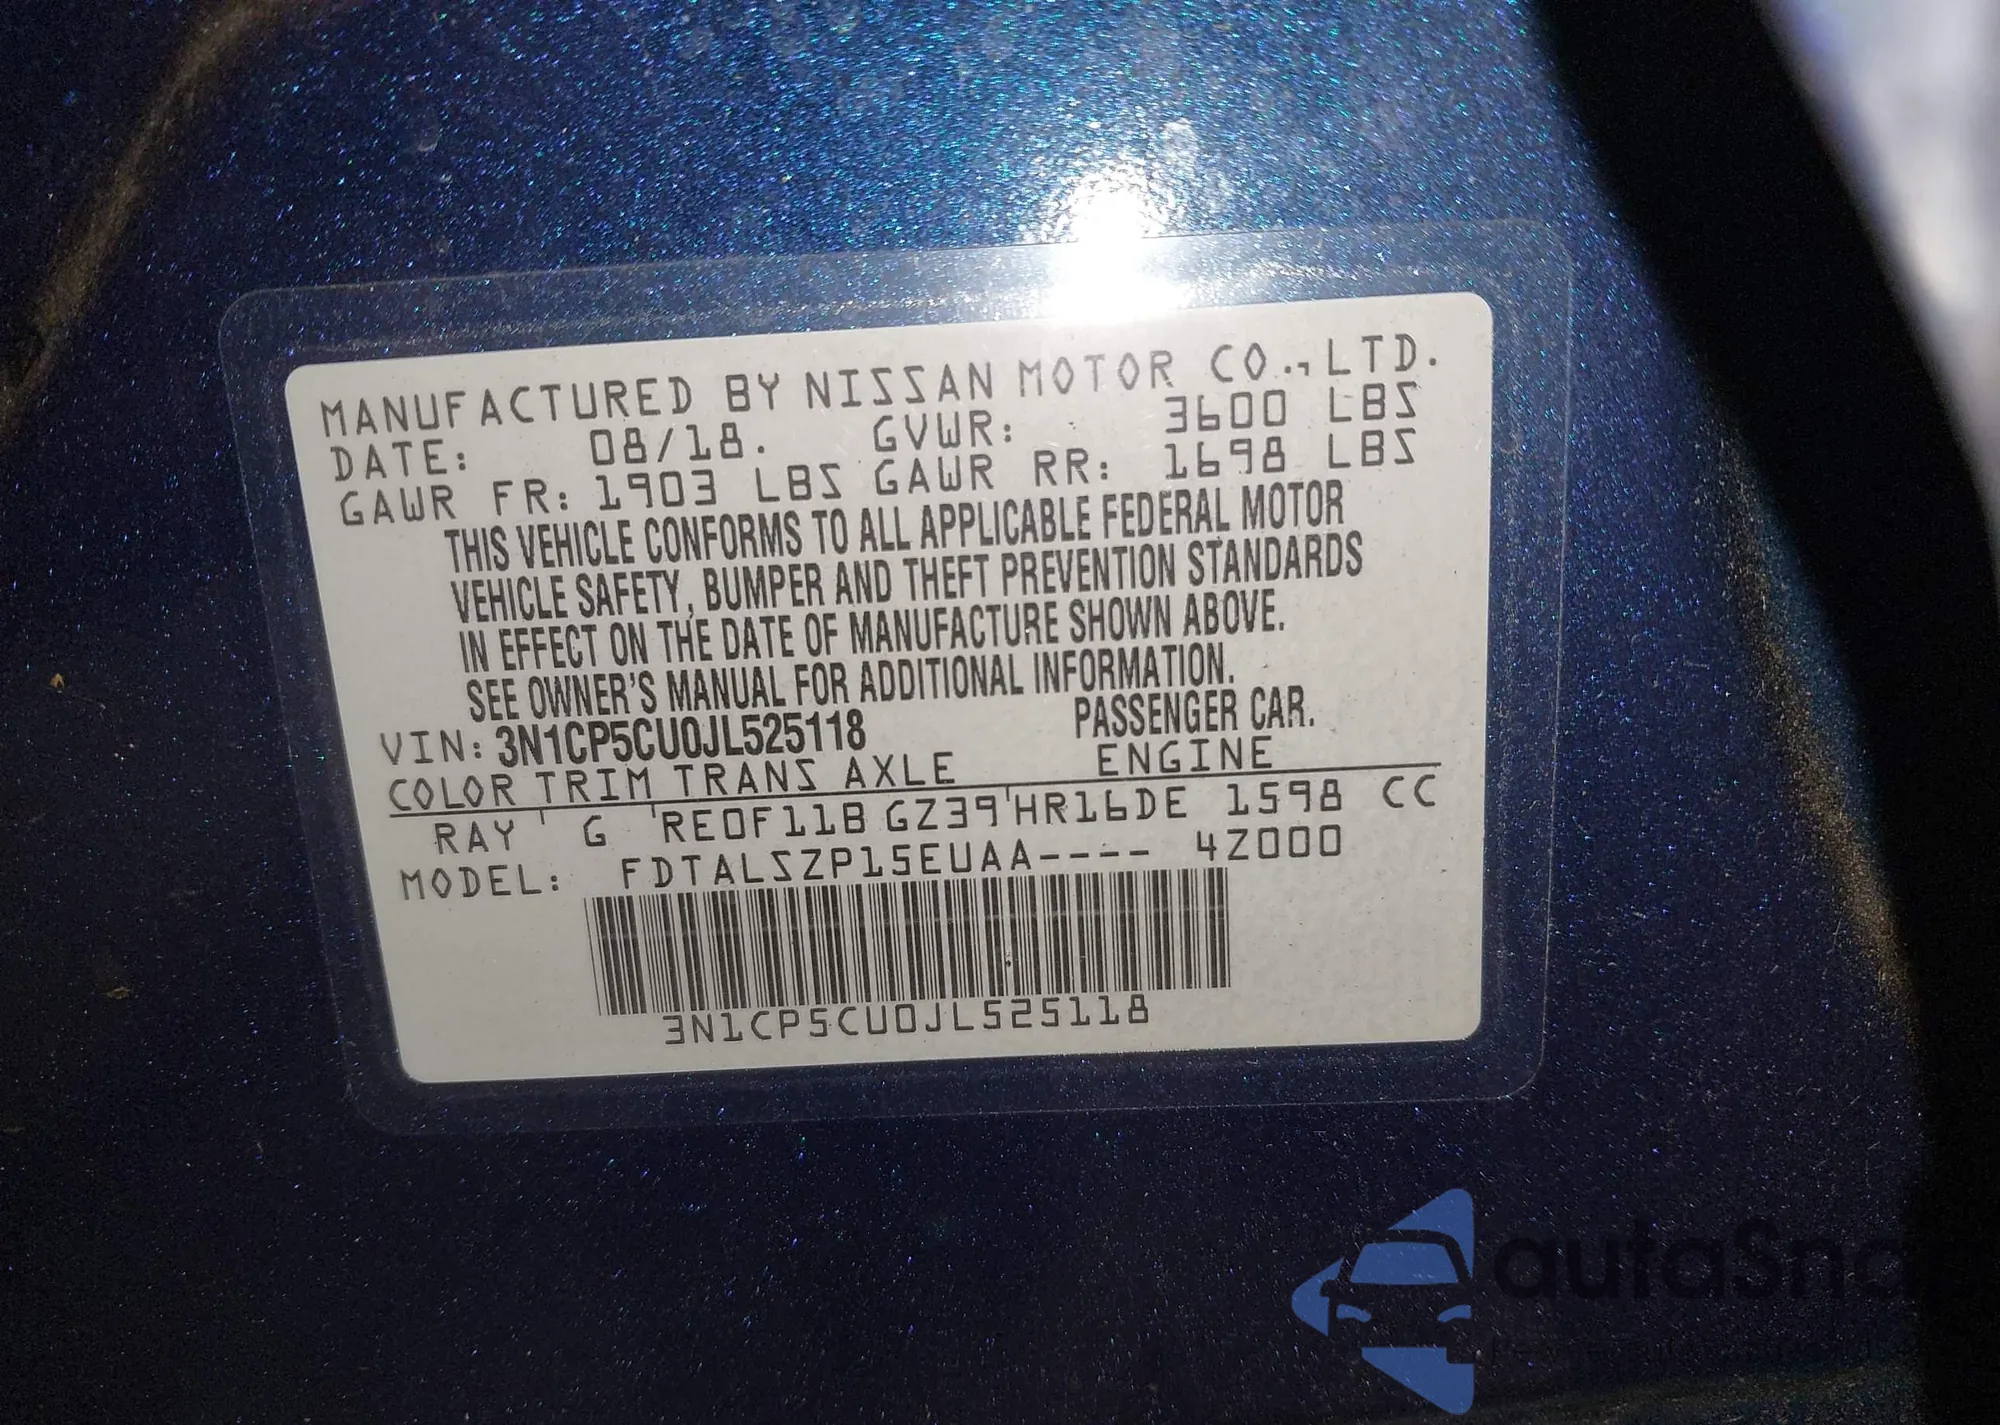 MANUFACTURED BY NISSAN MOTOR CO., LTD.
DATE: 08/18. GVWR: 3600 LBS
GAWR FR: 1903 LBS GAWR RR: 1698 LBS
THIS VEHICLE CONFORMS TO ALL APPLICABLE FEDERAL MOTOR
VEHICLE SAFETY, BUMPER AND THEFT PREVENTION STANDARDS
IN EFFECT ON THE DATE OF MANUFACTURE SHOWN ABOVE.
SEE OWNER'S MANUAL FOR ADDITIONAL INFORMATION.
VIN: 3N1CP5CU0JL525118 PASSENGER CAR.
COLOR TRIM TRANS AXLE ENGINE
RAY G RE0F11B GZ39 HR16DE 1598 CC
MODEL: FDTALSZP15EUAA---- 4Z000
3N1CP5CU0JL525118